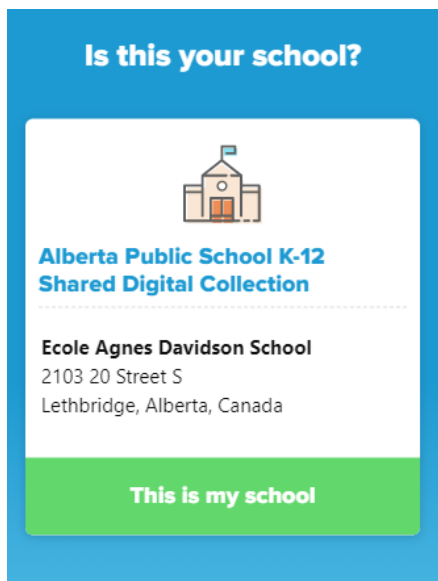 Is this your school?
Alberta Public School K-12
Shared Digital Collection
Ecole Agnes Davidson School
2103 20 Street S
Lethbridge, Alberta, Canada
This is my school